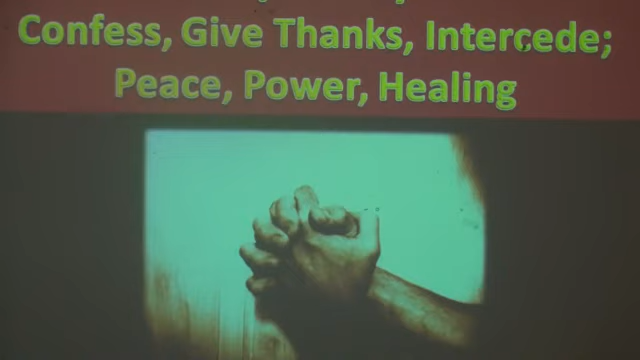 Confess, Give Thanks, Intercede;
Peace, Power, Healing